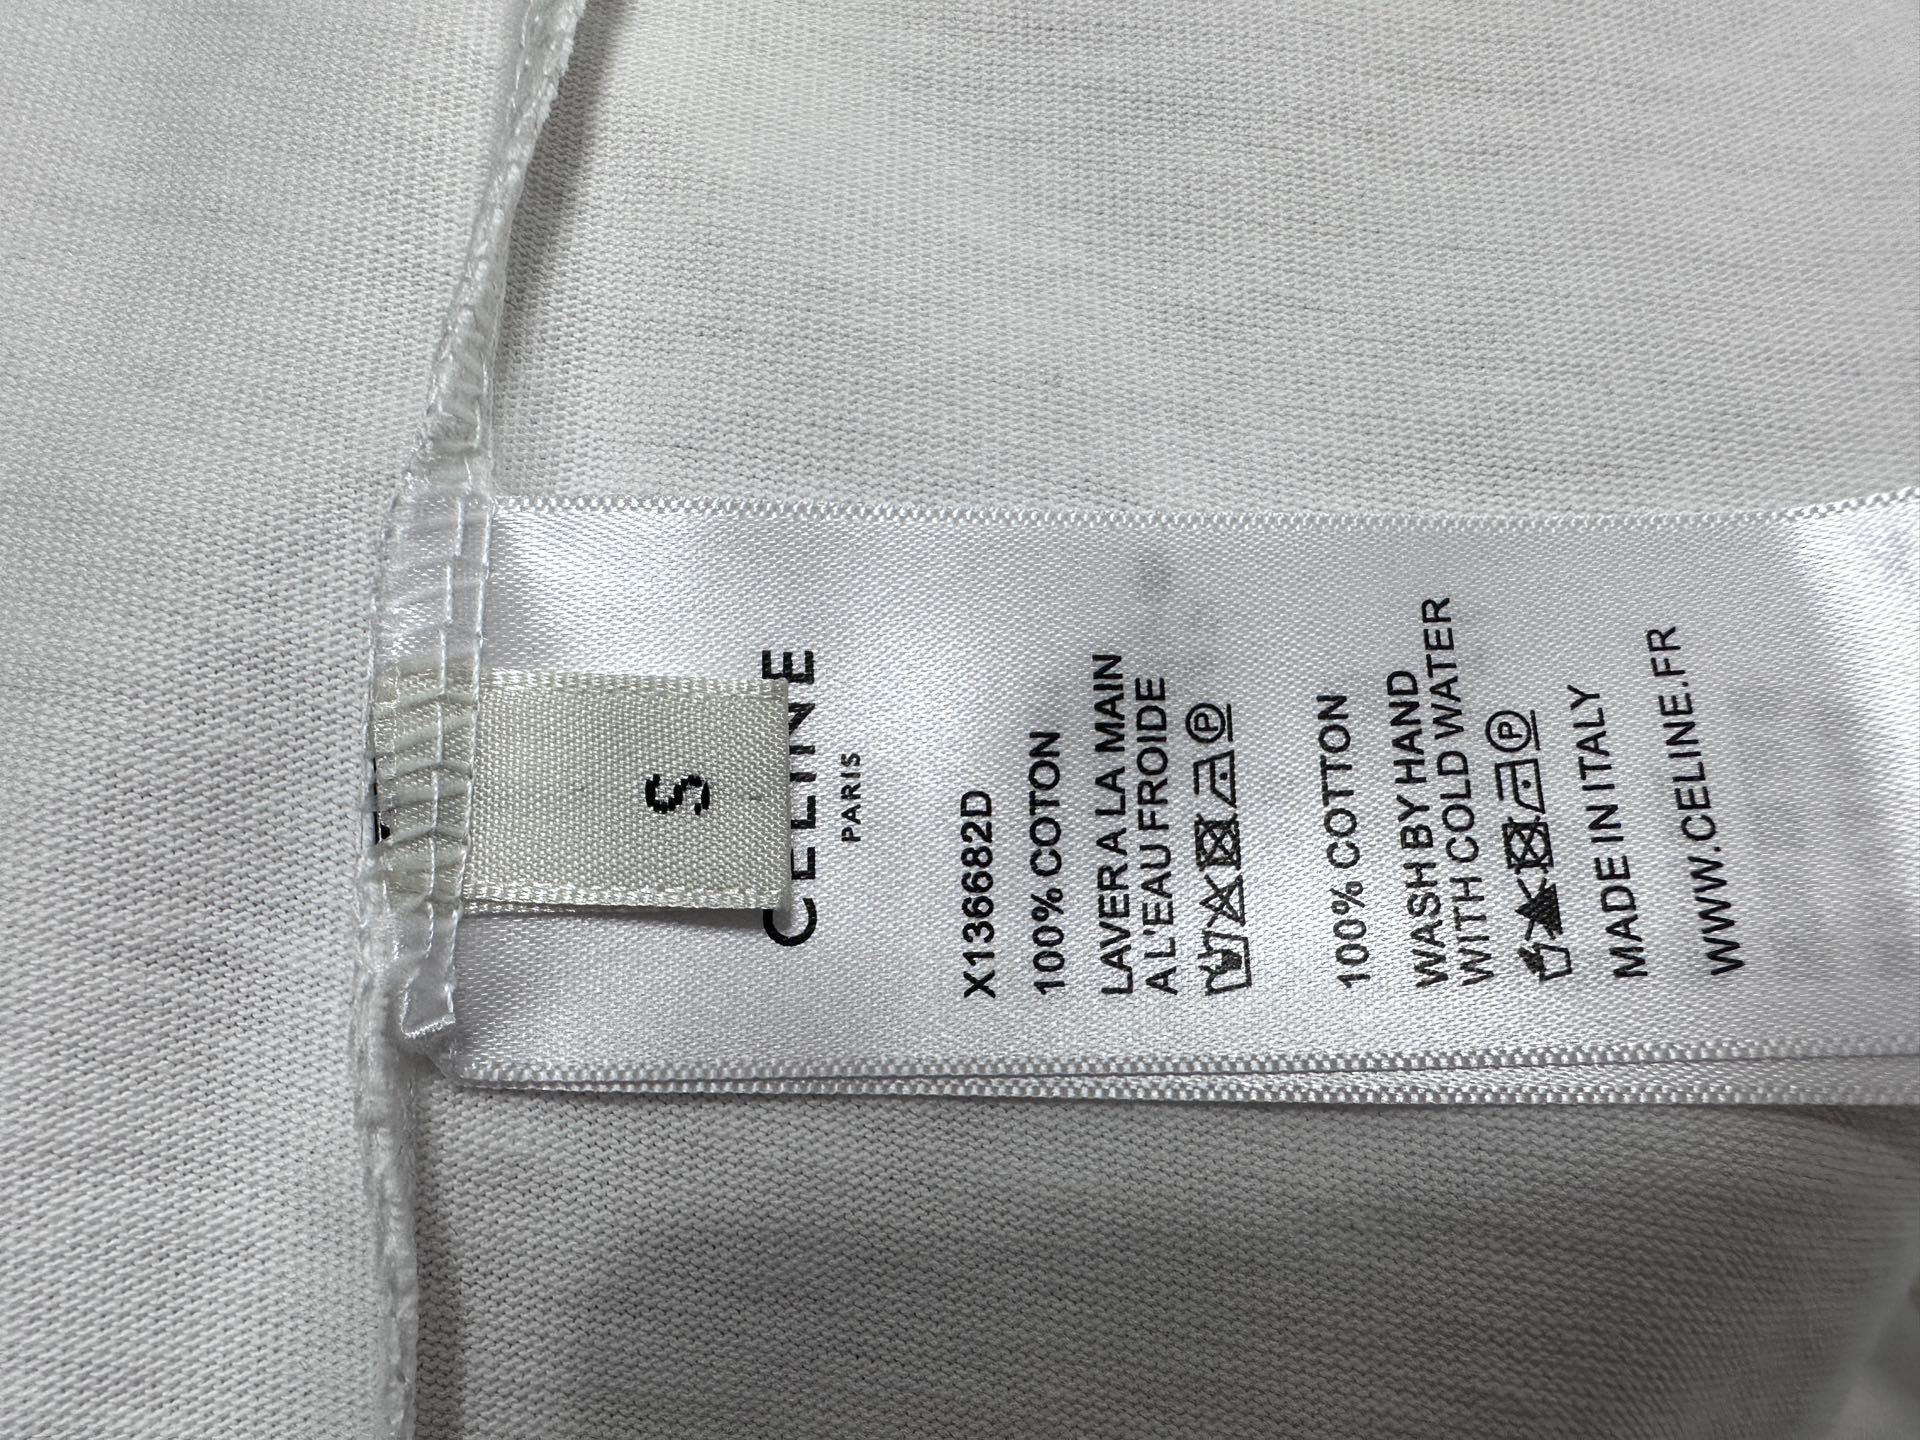 S
CELINE
PARIS
X136682D
100% COTON
LAVER A LA MAIN
A L'EAU FROIDE
P
100% COTTON
WASH BY HAND
WITH COLD WATER
P
MADE IN ITALY
WWW.CELINE.FR